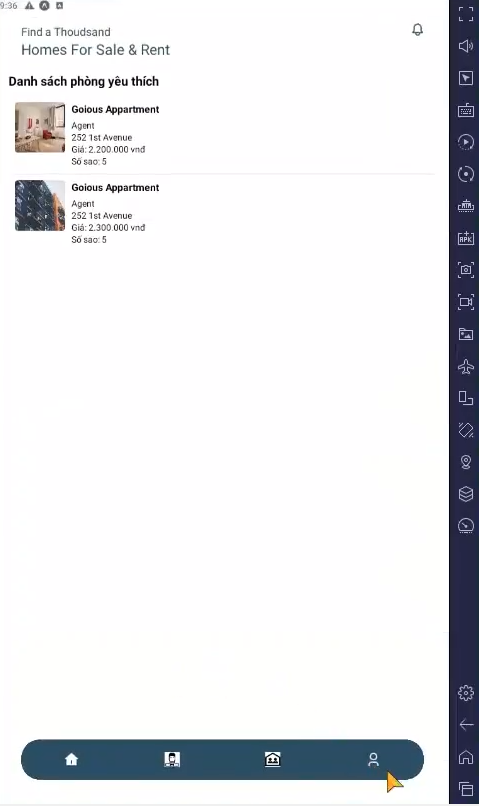 9:36
Find a Thoudsand
Homes For Sale & Rent
Danh sách phòng yêu thích
Goious Appartment
Agent
252 1st Avenue
Giá: 2.200.000 vnđ
Số sao: 5
Goious Appartment
Agent
252 1st Avenue
Giá: 2.300.000 vnđ
Số sao: 5
APK